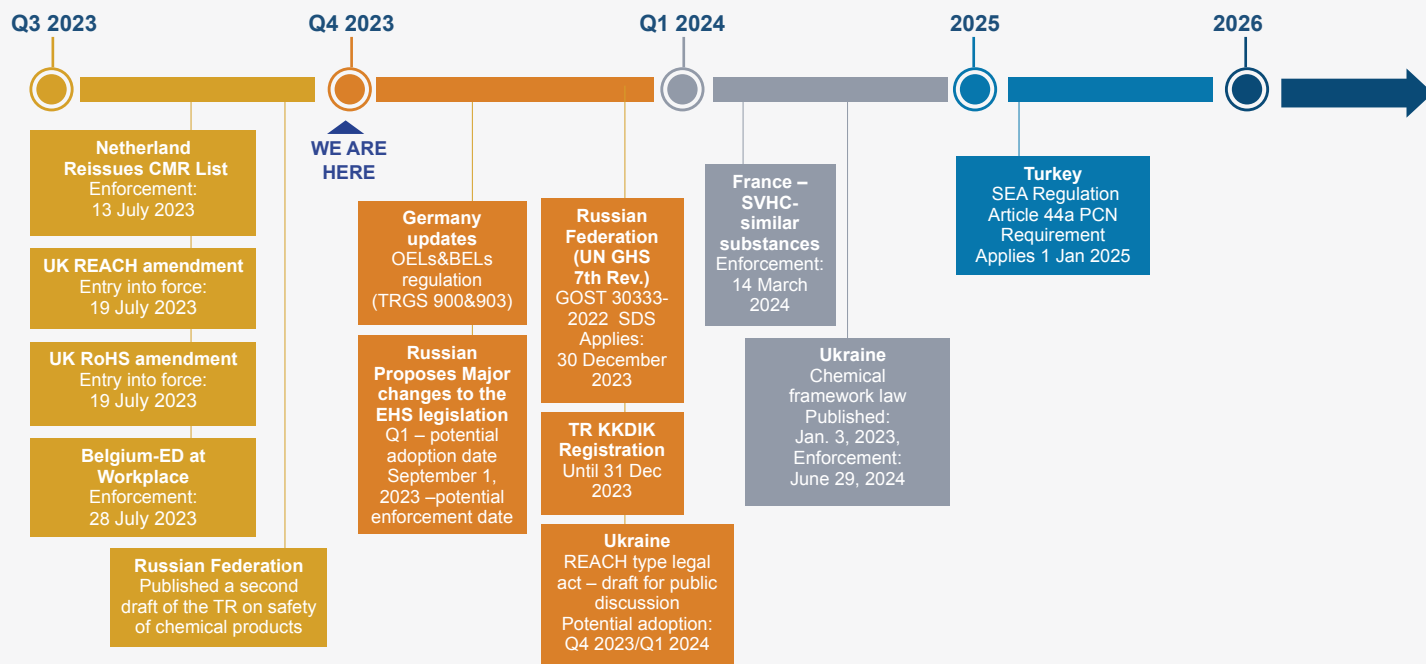 Q3 2023
Q4 2023
Q1 2024
2025
2026
WE ARE
HERE
Netherland
Reissues CMR List
Enforcement:
13 July 2023
UK REACH amendment
Entry into force:
19 July 2023
UK RoHS amendment
Entry into force:
19 July 2023
Belgium-ED at
Workplace
Enforcement:
28 July 2023
Russian Federation
Published a second
draft of the TR on safety
of chemical products
Germany
updates
OELs&BELs
regulation
(TRGS 900&903)
Russian
Proposes Major
changes to the
EHS legislation
Q1 – potential
adoption date
September 1,
2023 –potential
enforcement date
Russian
Federation
(UN GHS
7th Rev.)
GOST 30333-
2022 SDS
Applies:
30 December
2023
TR KKDIK
Registration
Until 31 Dec
2023
Ukraine
REACH type legal
act – draft for public
discussion
Potential adoption:
Q4 2023/Q1 2024
France –
SVHC-
similar
substances
Enforcement:
14 March
2024
Ukraine
Chemical
framework law
Published:
Jan. 3, 2023,
Enforcement:
June 29, 2024
Turkey
SEA Regulation
Article 44a PCN
Requirement
Applies 1 Jan 2025